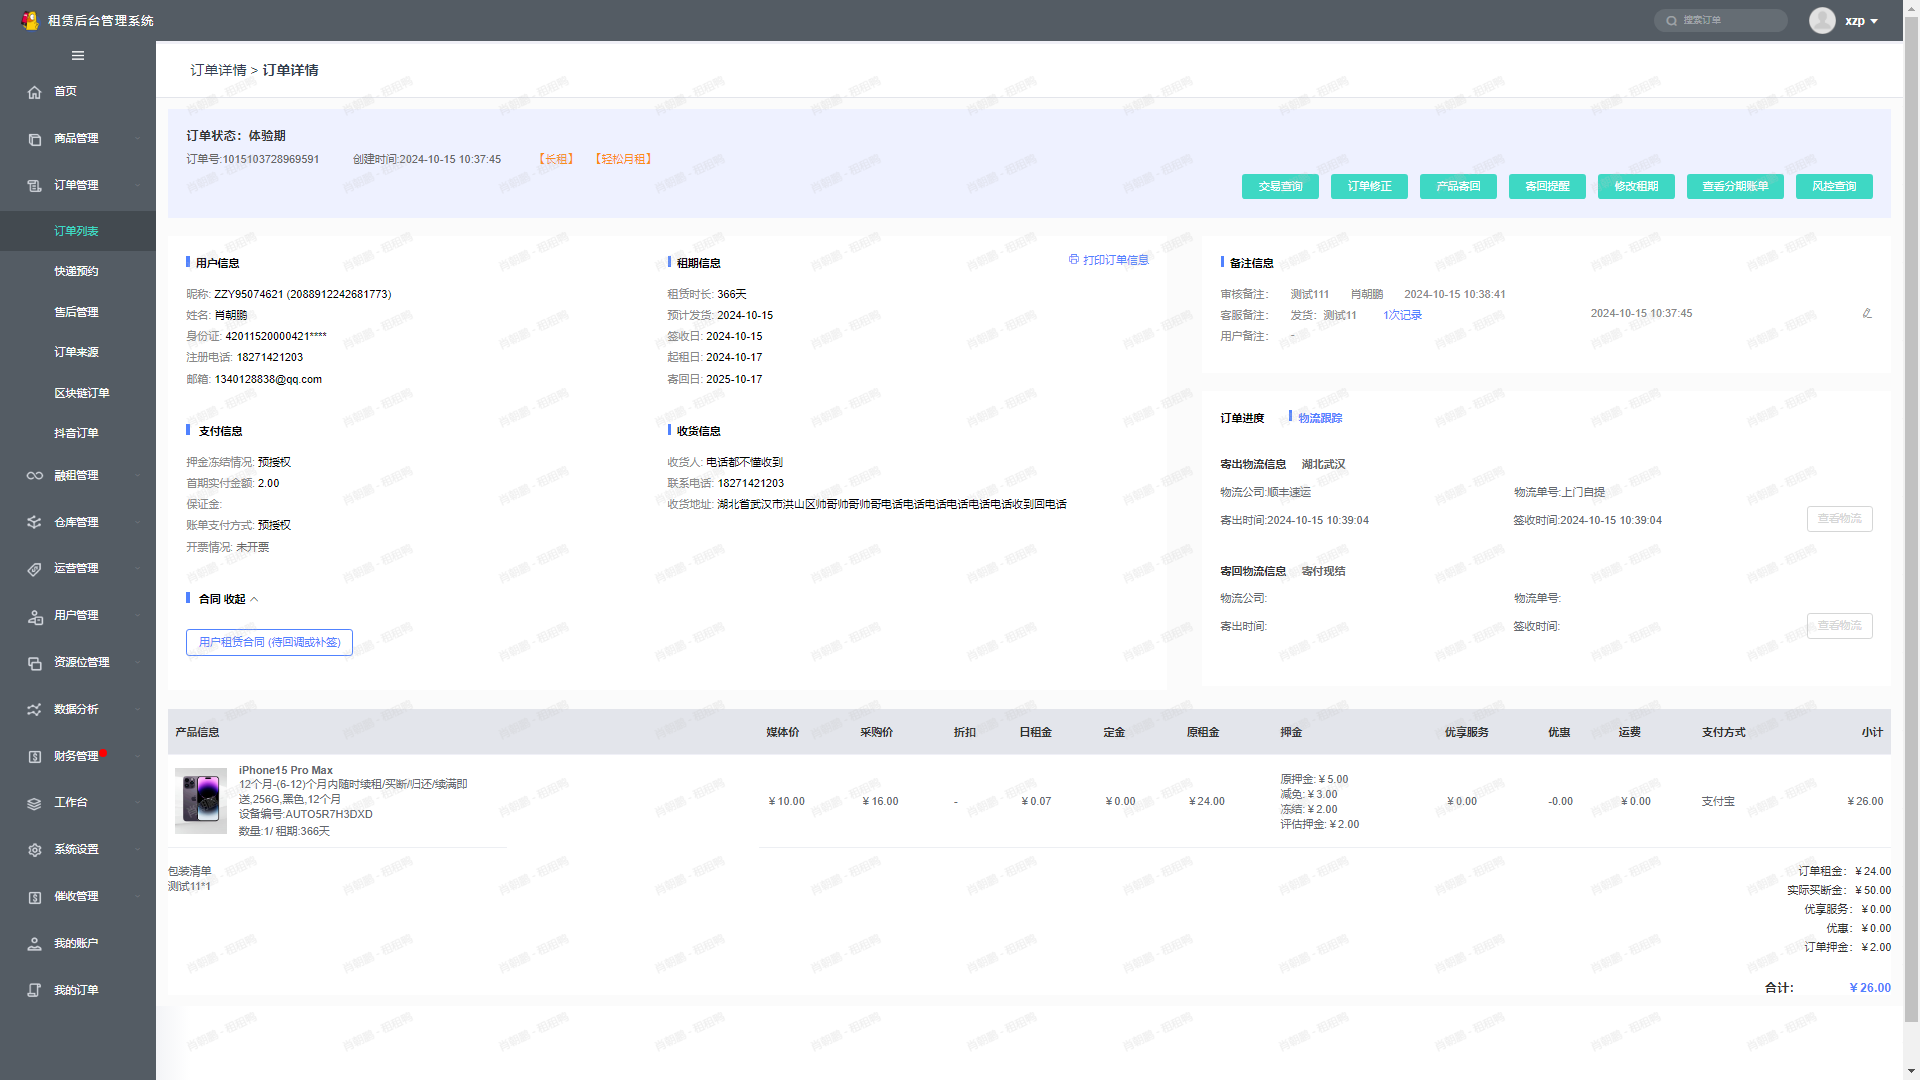 租赁后台管理系统
搜索订单
xzp
首页
商品管理
订单管理
订单列表
快递预约
售后管理
订单来源
区块链订单
抖音订单
融租管理
仓库管理
运营管理
用户管理
资源位管理
数据分析
财务管理
工作台
系统设置
催收管理
我的账户
我的订单
订单详情 > 订单详情
订单状态：体验期
订单号:1015103728969591 创建时间:2024-10-15 10:37:45 【长租】 【轻松月租】
交易查询 订单修正 产品寄回 寄回提醒 修改租期 查看分期账单 风控查询
用户信息
昵称: ZZY95074621 (2088912242681773)
姓名: 肖朝鹏
身份证: 42011520000421****
注册电话: 18271421203
邮箱: 1340128838@qq.com
租期信息
打印订单信息
租赁时长: 366天
预计发货: 2024-10-15
签收日: 2024-10-15
起租日: 2024-10-17
寄回日: 2025-10-17
支付信息
押金冻结情况: 预授权
首期实付金额: 2.00
保证金:
账单支付方式: 预授权
开票情况: 未开票
收货信息
收货人: 电话都不懂收到
联系电话: 18271421203
收货地址: 湖北省武汉市洪山区帅哥帅哥帅哥电话电话电话电话电话电话收到回电话
合同 收起
用户租赁合同 (待回调或补签)
备注信息
审核备注： 测试111 肖朝鹏 2024-10-15 10:38:41
客服备注： 发货：测试11 1次记录 2024-10-15 10:37:45
用户备注： -
订单进度 物流跟踪
寄出物流信息 湖北武汉
物流公司:顺丰速运 物流单号:上门自提
寄出时间:2024-10-15 10:39:04 签收时间:2024-10-15 10:39:04 查看物流
寄回物流信息 寄付现结
物流公司: 物流单号:
寄出时间: 签收时间: 查看物流
产品信息 媒体价 采购价 折扣 日租金 定金 原租金 押金 优享服务 优惠 运费 支付方式 小计
iPhone15 Pro Max
12个月-(6-12)个月内随时续租/买断/归还/续满即
送,256G,黑色,12个月
设备编号:AUTO5R7H3DXD
数量:1/ 租期:366天
¥10.00 ¥16.00 - ¥0.07 ¥0.00 ¥24.00
原押金:¥5.00
减免:¥3.00
冻结:¥2.00
评估押金:¥2.00
¥0.00 -0.00 ¥0.00 支付宝 ¥26.00
包装清单
测试11*1
订单租金：¥24.00
实际买断金：¥50.00
优享服务：¥0.00
优惠：¥0.00
订单押金：¥2.00
合计： ¥26.00
肖朝鹏 - 租租鸭